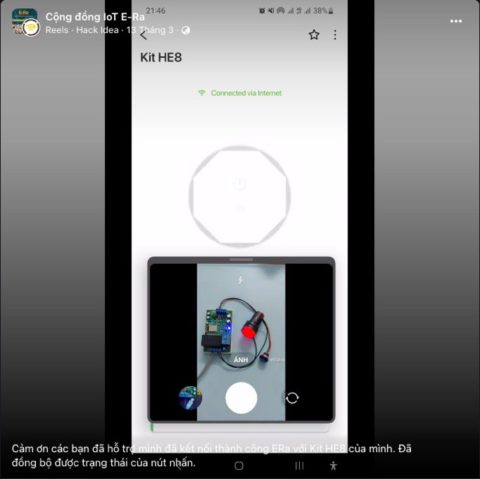 Cộng đồng IoT E-Ra
Reels · Hack Idea · 13 Tháng 3 ·
21:46
38%
Kit HE8
Connected via Internet
ẢNH
Cảm ơn các bạn đã hỗ trợ mình đã kết nối thành công ERa với Kit HE8 của mình. Đã
đồng bộ được trạng thái của nút nhấn.